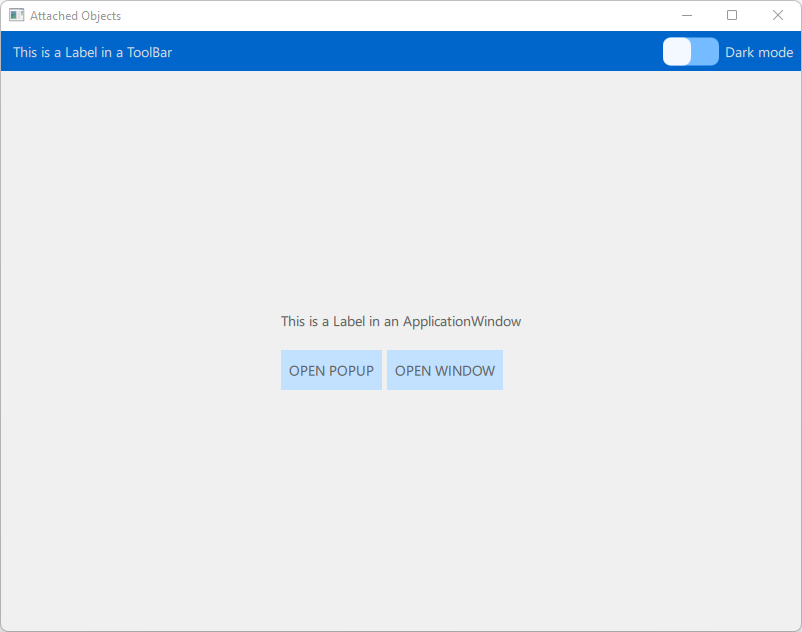 Attached Objects
This is a Label in a ToolBar
Dark mode
This is a Label in an ApplicationWindow
OPEN POPUP
OPEN WINDOW